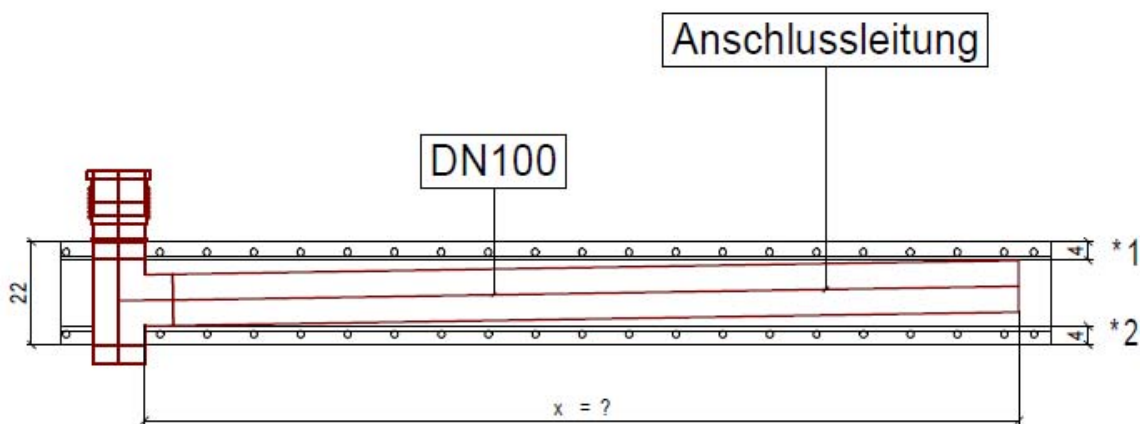 Anschlussleitung
DN100
22
4 *1
4 *2
x = ?